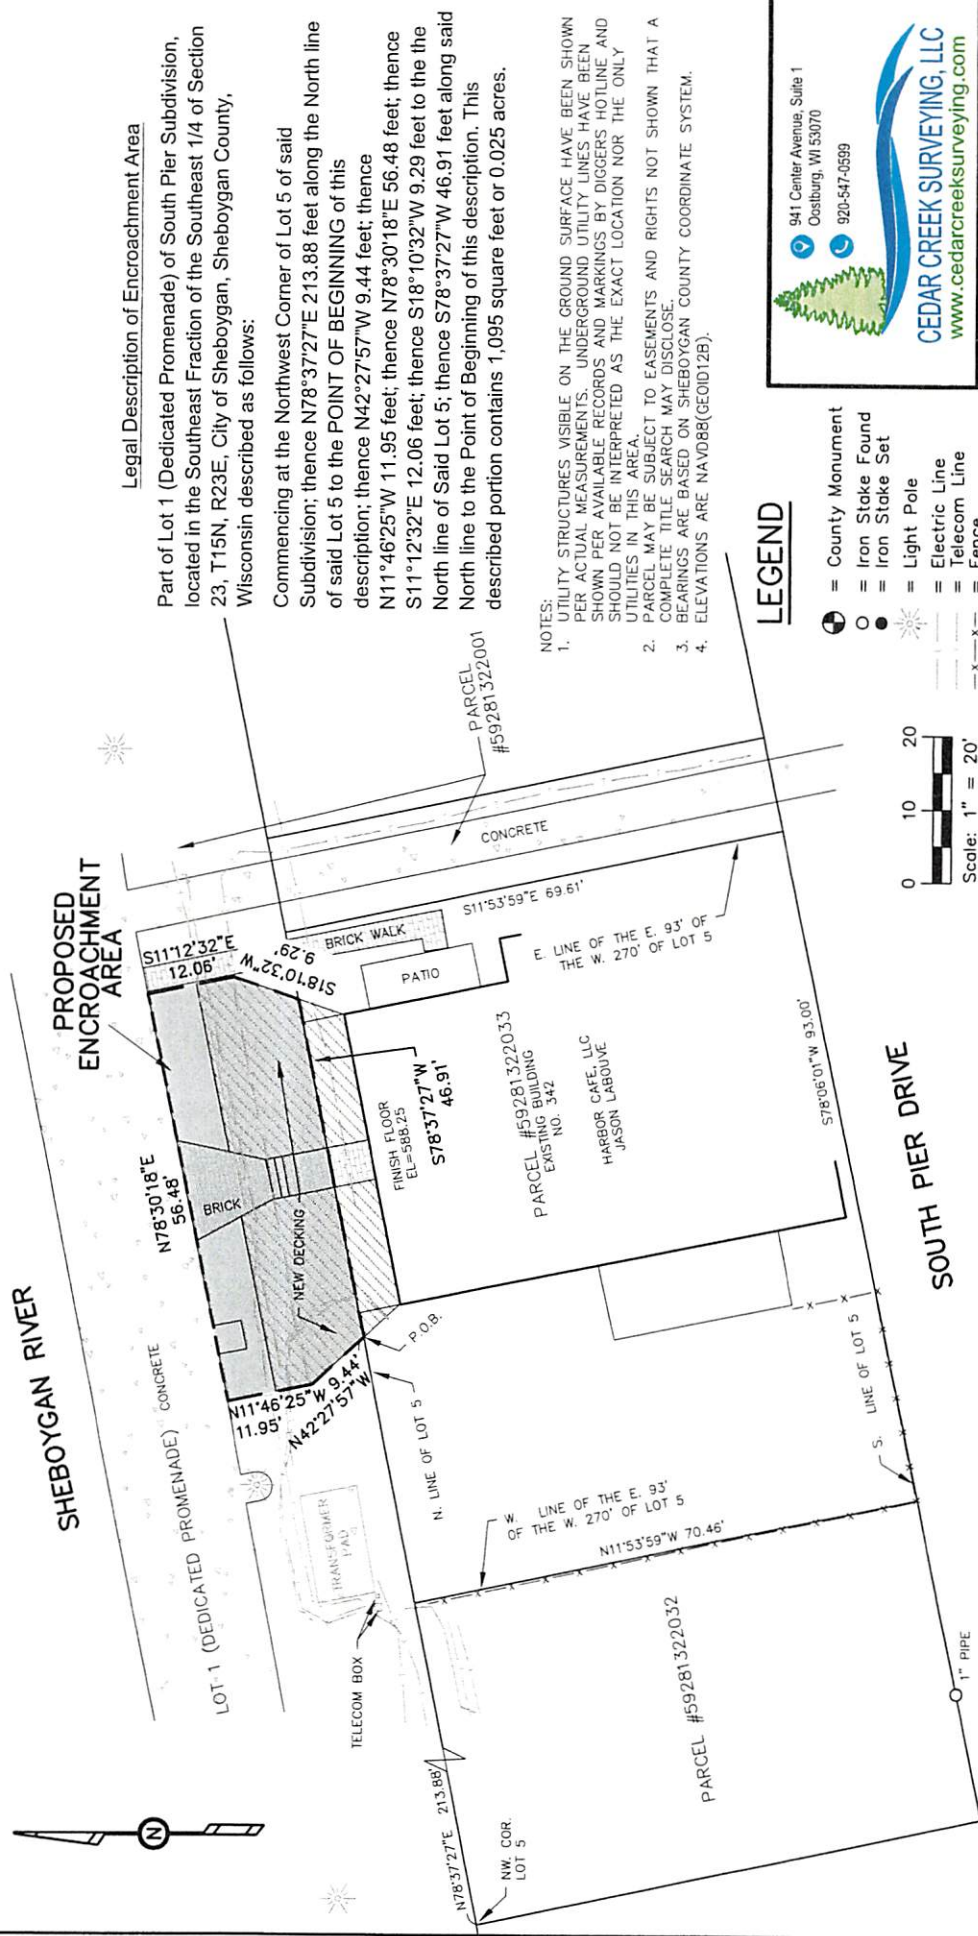 SHEBOYGAN RIVER
PROPOSED
ENCROACHMENT
AREA
N78°30'18"E
56.48'
S11°12'32"E
12.06'
S18°10'32"W
9.29'
BRICK
NEW DECKING
BRICK WALK
PATIO
FINISH FLOOR
EL=588.25
S78°37'27"W
46.91'
N11°46'25"W
11.95'
9.44'
N42°27'57"W
P.O.B.
LOT 1 (DEDICATED PROMENADE)
CONCRETE
TRANSFORMER
PAD
TELECOM BOX
N. LINE OF LOT 5
N
N78°37'27"E 213.88'
NW. COR.
LOT 5
W. LINE OF THE E. 93'
OF THE W. 270' OF LOT 5
N11°53'59"W 70.46'
PARCEL #59281322032
1" PIPE
S. LINE OF LOT 5
PARCEL #59281322033
EXISTING BUILDING
NO. 342
HARBOR CAFE, LLC
JASON LABOUVE
S11°53'59"E 69.61'
E. LINE OF THE E. 93' OF
THE W. 270' OF LOT 5
CONCRETE
PARCEL
#59281322001
S78°06'01"W 93.00'
SOUTH PIER DRIVE
Legal Description of Encroachment Area
Part of Lot 1 (Dedicated Promenade) of South Pier Subdivision,
located in the Southeast Fraction of the Southeast 1/4 of Section
23, T15N, R23E, City of Sheboygan, Sheboygan County,
Wisconsin described as follows:
Commencing at the Northwest Corner of Lot 5 of said
Subdivision; thence N78°37'27"E 213.88 feet along the North line
of said Lot 5 to the POINT OF BEGINNING of this
description; thence N42°27'57"W 9.44 feet; thence
N11°46'25"W 11.95 feet; thence N78°30'18"E 56.48 feet; thence
S11°12'32"E 12.06 feet; thence S18°10'32"W 9.29 feet to the the
North line of Said Lot 5; thence S78°37'27"W 46.91 feet along said
North line to the Point of Beginning of this description. This
described portion contains 1,095 square feet or 0.025 acres.
NOTES:
1. UTILITY STRUCTURES VISIBLE ON THE GROUND SURFACE HAVE BEEN SHOWN
PER ACTUAL MEASUREMENTS. UNDERGROUND UTILITY LINES HAVE BEEN
SHOWN PER AVAILABLE RECORDS AND MARKINGS BY DIGGERS HOTLINE AND
SHOULD NOT BE INTERPRETED AS THE EXACT LOCATION NOR THE ONLY
UTILITIES IN THIS AREA.
2. PARCEL MAY BE SUBJECT TO EASEMENTS AND RIGHTS NOT SHOWN THAT A
COMPLETE TITLE SEARCH MAY DISCLOSE.
3. BEARINGS ARE BASED ON SHEBOYGAN COUNTY COORDINATE SYSTEM.
4. ELEVATIONS ARE NAVD88(GEOID12B).
LEGEND
= County Monument
= Iron Stake Found
= Iron Stake Set
= Light Pole
= Electric Line
= Telecom Line
—x—x— = Fence
0 10 20
Scale: 1" = 20'
941 Center Avenue, Suite 1
Oostburg, WI 53070
920-547-0599
CEDAR CREEK SURVEYING, LLC
www.cedarcreeksurveying.com